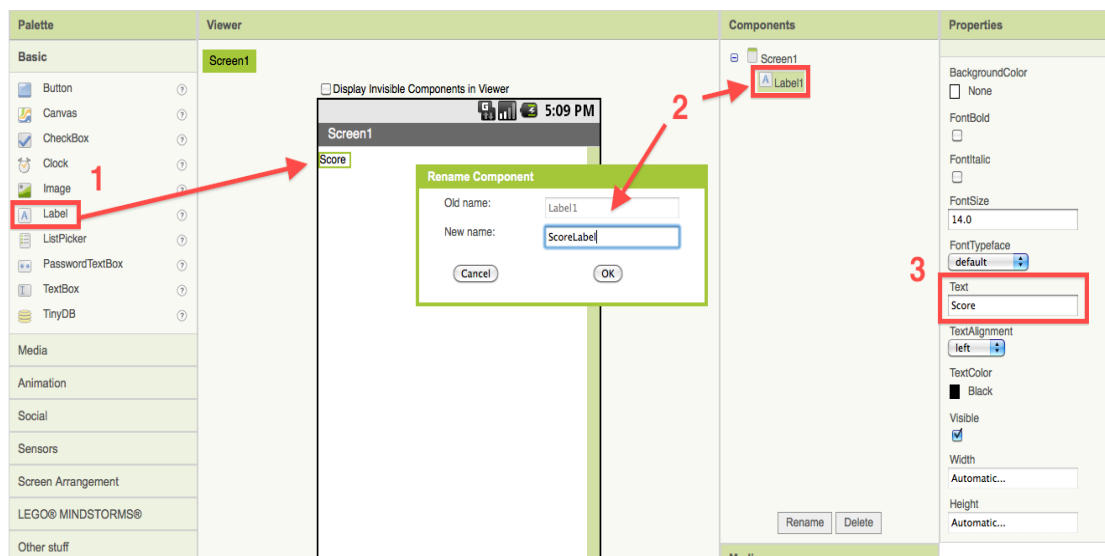 Palette
Basic
Button
Canvas
CheckBox
Clock
Image
Label
ListPicker
PasswordTextBox
TextBox
TinyDB
Media
Animation
Social
Sensors
Screen Arrangement
LEGO® MINDSTORMS®
Other stuff
1
Viewer
Screen1
Display Invisible Components in Viewer
5:09 PM
Screen1
Score
Rename Component
Old name:
Label1
New name:
ScoreLabel
Cancel
OK
2
Components
Screen1
Label1
Rename
Delete
3
Properties
BackgroundColor
None
FontBold
FontItalic
FontSize
14.0
FontTypeface
default
Text
Score
TextAlignment
left
TextColor
Black
Visible
Width
Automatic...
Height
Automatic...